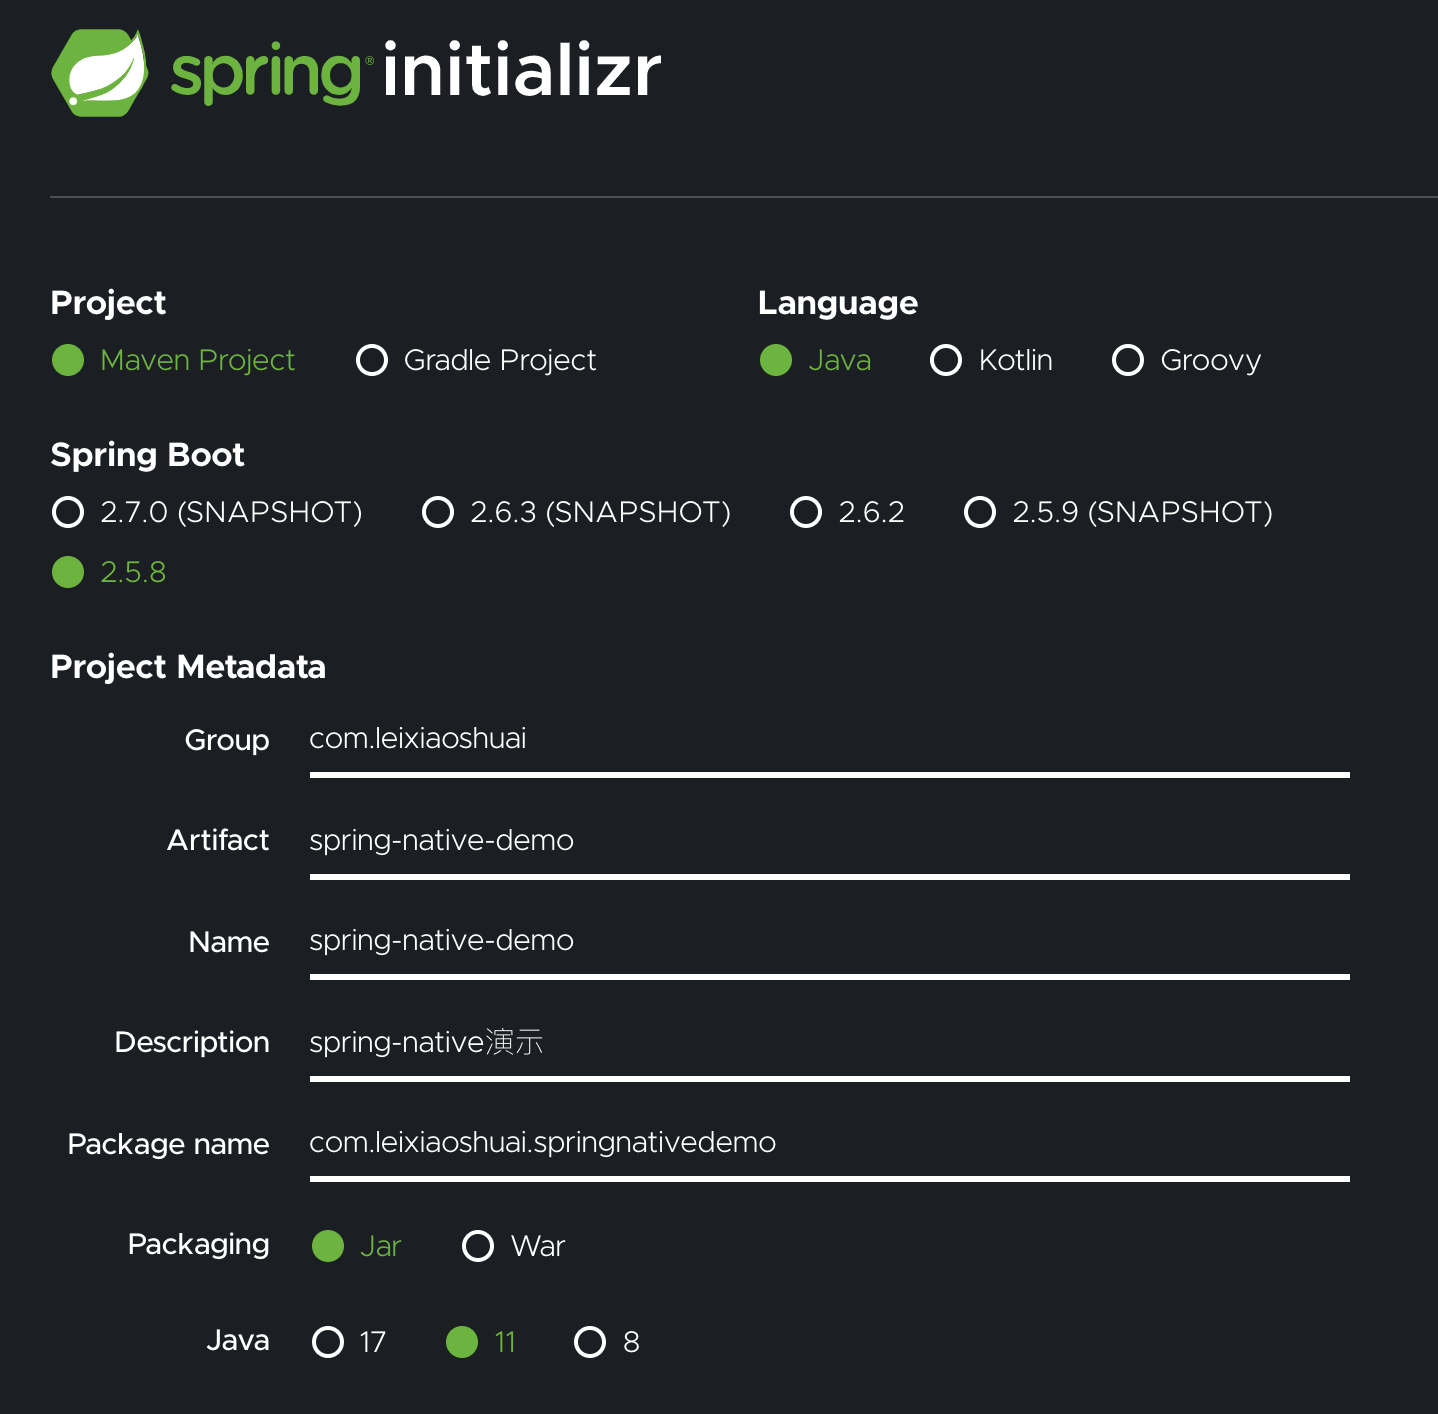 spring® initializr
Project
Maven Project Gradle Project
Language
Java Kotlin Groovy
Spring Boot
2.7.0 (SNAPSHOT) 2.6.3 (SNAPSHOT) 2.6.2 2.5.9 (SNAPSHOT)
2.5.8
Project Metadata
Group com.leixiaoshuai
Artifact spring-native-demo
Name spring-native-demo
Description spring-native演示
Package name com.leixiaoshuai.springnativedemo
Packaging Jar War
Java 17 11 8